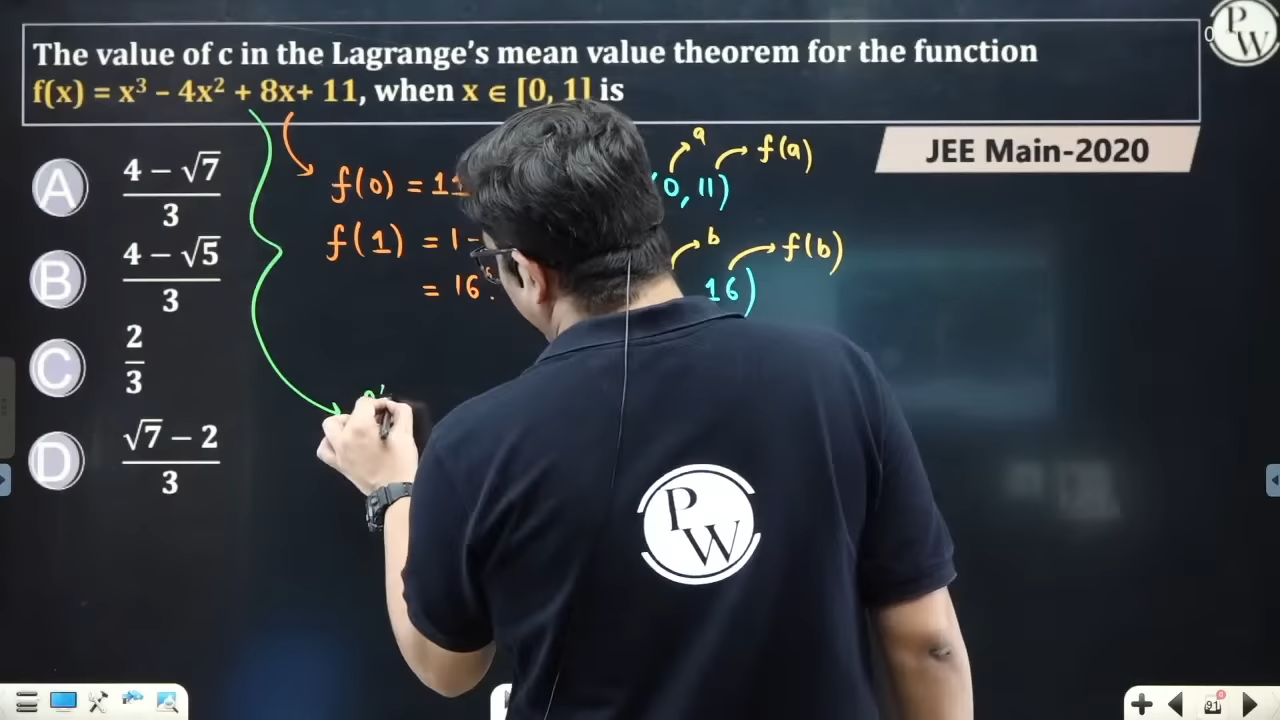 The value of c in the Lagrange's mean value theorem for the function
f(x) = x³ − 4x² + 8x+ 11, when x ∈ [0, 1] is
JEE Main-2020
A 4 − √7 / 3
B 4 − √5 / 3
C 2 / 3
D √7 − 2 / 3
f(0) = 11
a
f(a)
(0, 11)
f(1) = 1 −
b
f(b)
= 16.
16)
P
W
P
W
91